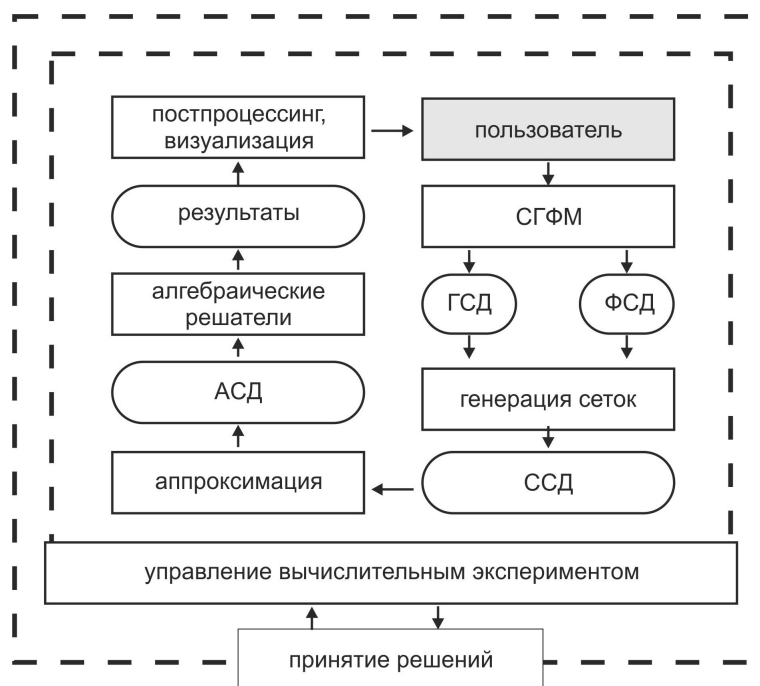 постпроцессинг,
визуализация
пользователь
результаты
СГФМ
алгебраические
решатели
ГСД
ФСД
АСД
генерация сеток
аппроксимация
ССД
управление вычислительным экспериментом
принятие решений